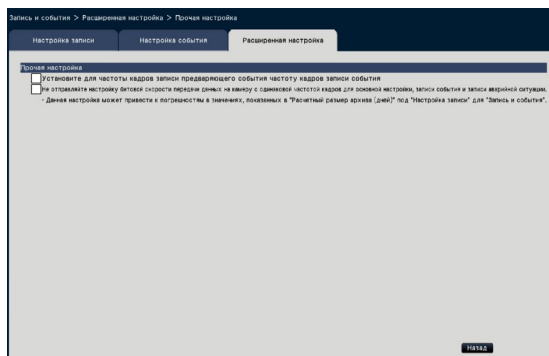 Запись и события > Расширенная настройка > Прочая настройка
Настройка записи Настройка события Расширенная настройка
Прочая настройка
Установите для частоты кадров записи предваряющего события частоту кадров записи события
Не отправляйте настройку битовой скорости передачи данных на камеру с одинаковой частотой кадров для основной настройки, записи события и записи аварийной ситуации.
- Данная настройка может привести к погрешностям в значениях, показанных в "Расчетный размер архива (дней)" под "Настройка записи" для "Запись и события".
Назад